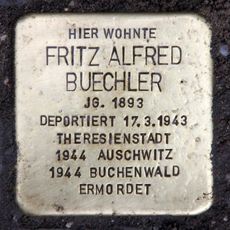 HIER WOHNTE
FRITZ ALFRED
BUECHLER
JG. 1893
DEPORTIERT 17.3.1943
THERESIENSTADT
1944 AUSCHWITZ
1944 BUCHENWALD
ERMORDET